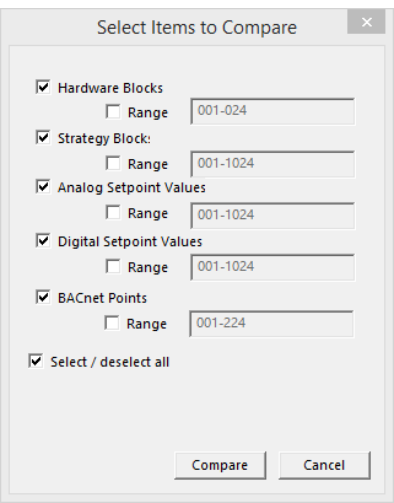 Select Items to Compare
Hardware Blocks
Range 001-024
Strategy Blocks
Range 001-1024
Analog Setpoint Values
Range 001-1024
Digital Setpoint Values
Range 001-1024
BACnet Points
Range 001-224
Select / deselect all
Compare Cancel